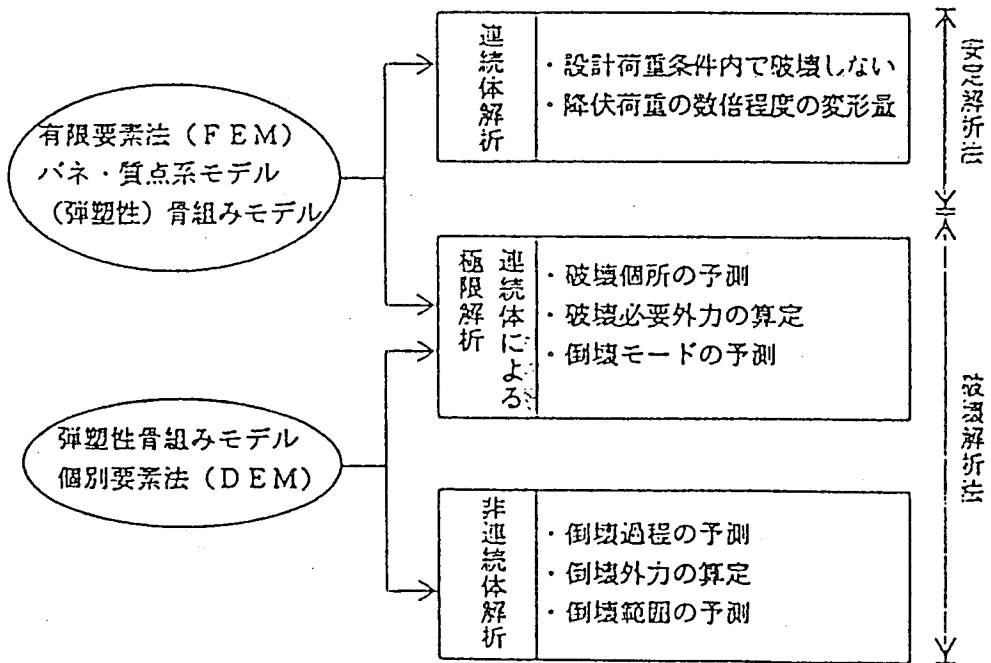 有限要素法（ＦＥＭ）
バネ・質点系モデル
（弾塑性）骨組みモデル
弾塑性骨組みモデル
個別要素法（ＤＥＭ）
連続体解析
・設計荷重条件内で破壊しない
・降伏荷重の数倍程度の変形量
連続体による
極限解析
・破壊個所の予測
・破壊必要外力の算定
・倒壊モードの予測
非連続体解析
・倒壊過程の予測
・倒壊外力の算定
・倒壊範囲の予測
安定解析法
破壊解析法